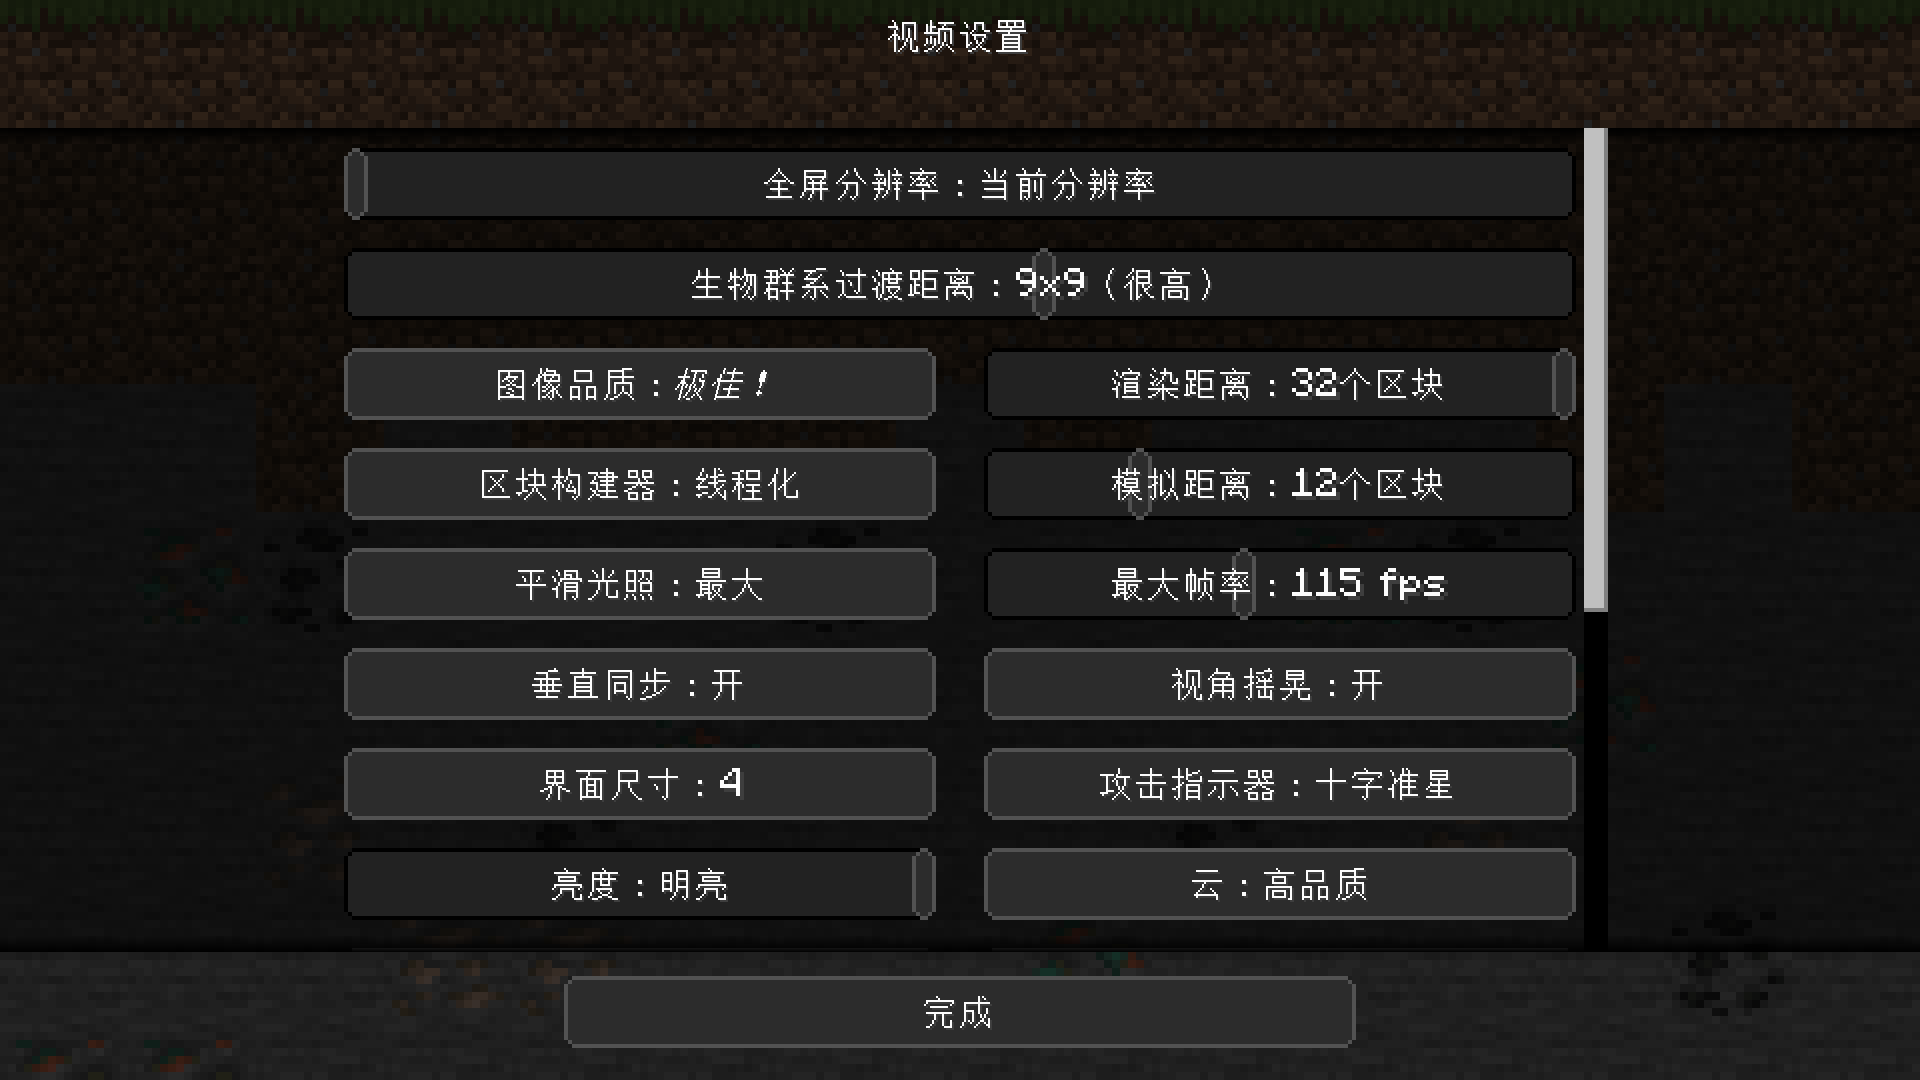 视频设置
全屏分辨率：当前分辨率
生物群系过渡距离：9x9（很高）
图像品质：极佳！
渲染距离：32个区块
区块构建器：线程化
模拟距离：12个区块
平滑光照：最大
最大帧率：115 fps
垂直同步：开
视角摇晃：开
界面尺寸：4
攻击指示器：十字准星
亮度：明亮
云：高品质
完成